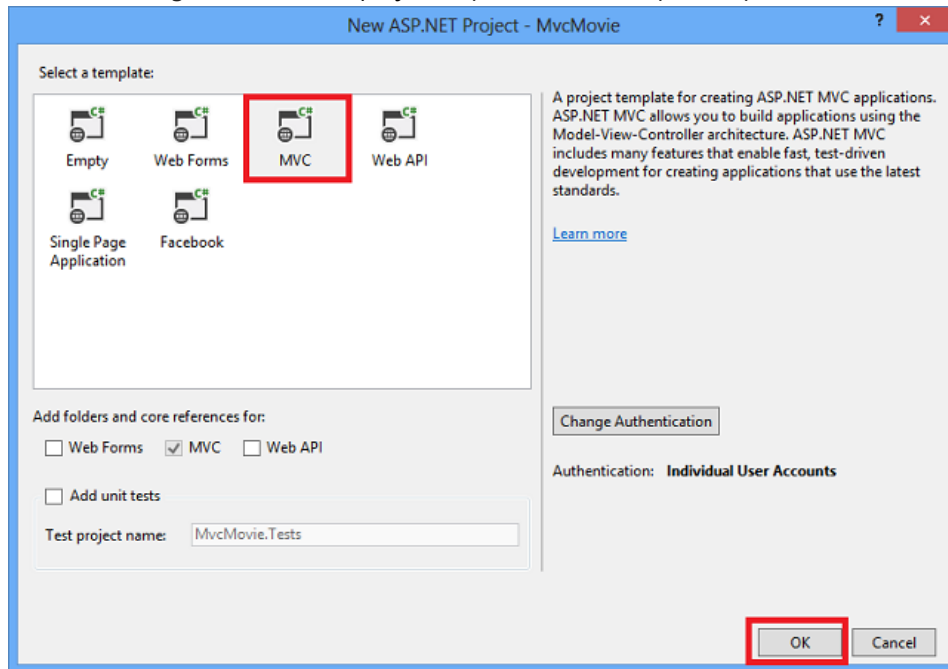 New ASP.NET Project - MvcMovie
?
Select a template:
C# C# C# C#
Empty Web Forms MVC Web API
C# C#
Single Page Application Facebook
A project template for creating ASP.NET MVC applications.
ASP.NET MVC allows you to build applications using the
Model-View-Controller architecture. ASP.NET MVC
includes many features that enable fast, test-driven
development for creating applications that use the latest
standards.
Learn more
Add folders and core references for:
Web Forms MVC Web API
Add unit tests
Test project name: MvcMovie.Tests
Change Authentication
Authentication: Individual User Accounts
OK Cancel